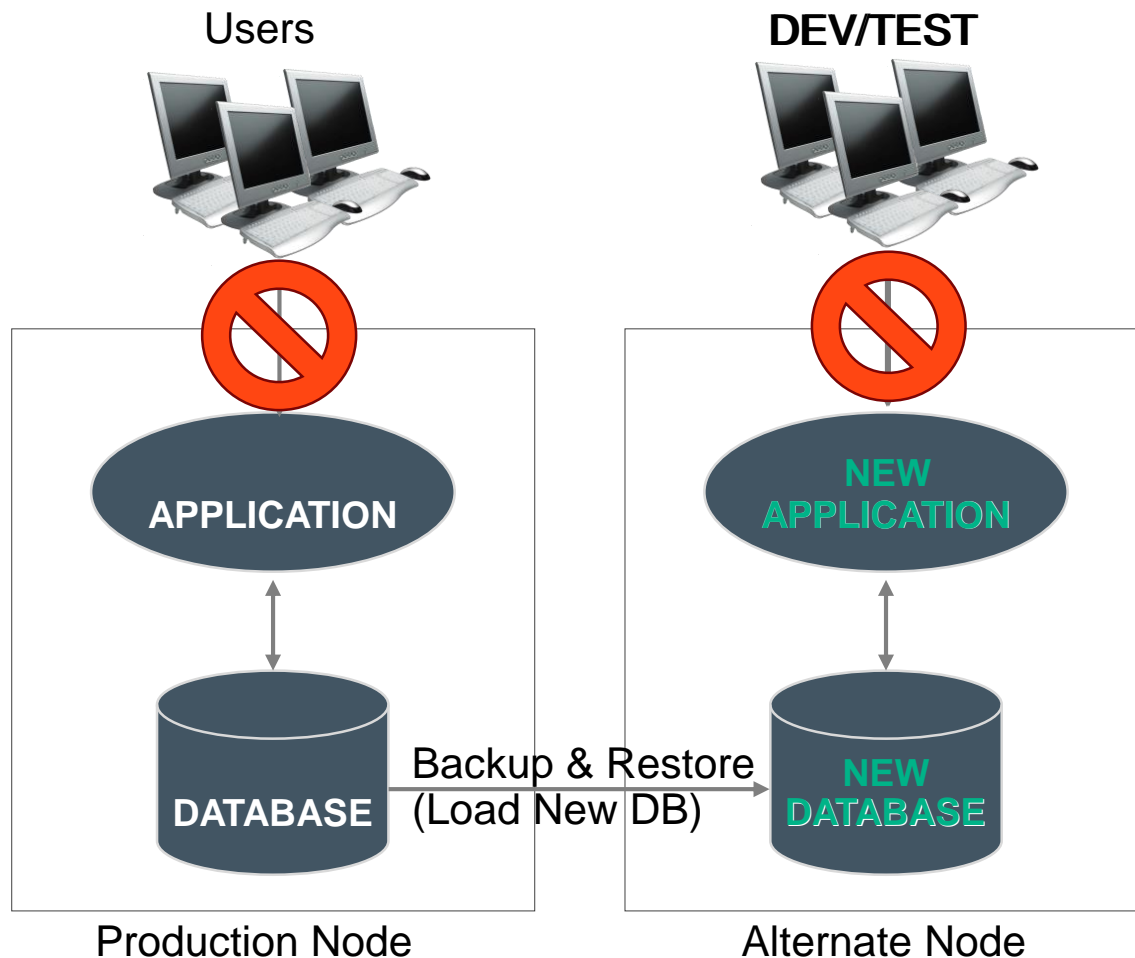 Users
DEV/TEST
APPLICATION
NEW
APPLICATION
Backup & Restore
(Load New DB)
DATABASE
NEW
DATABASE
Production Node
Alternate Node